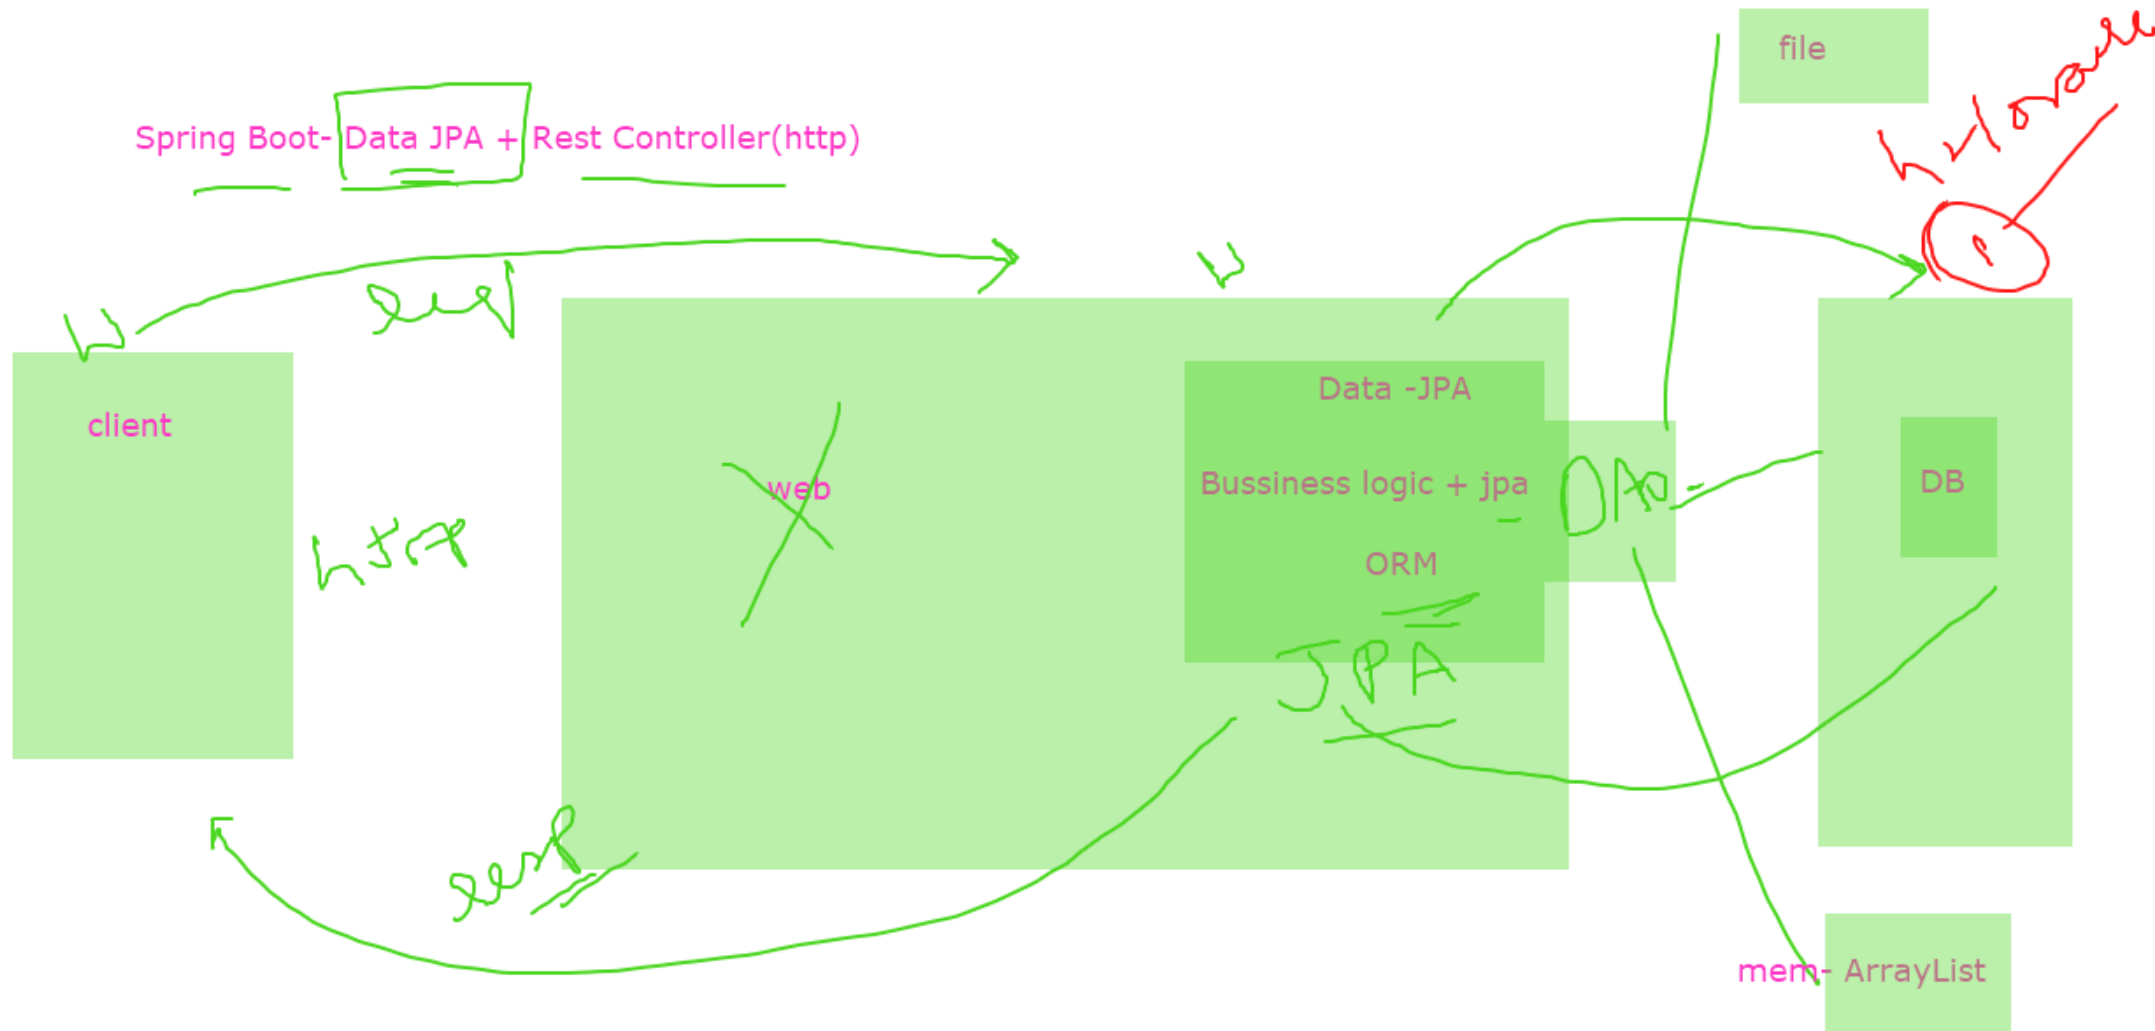 file
Spring Boot- Data JPA + Rest Controller(http)
req
client
Data -JPA
web
Bussiness logic + jpa
DAO
DB
http
ORM
JPA
resp
mem- ArrayList